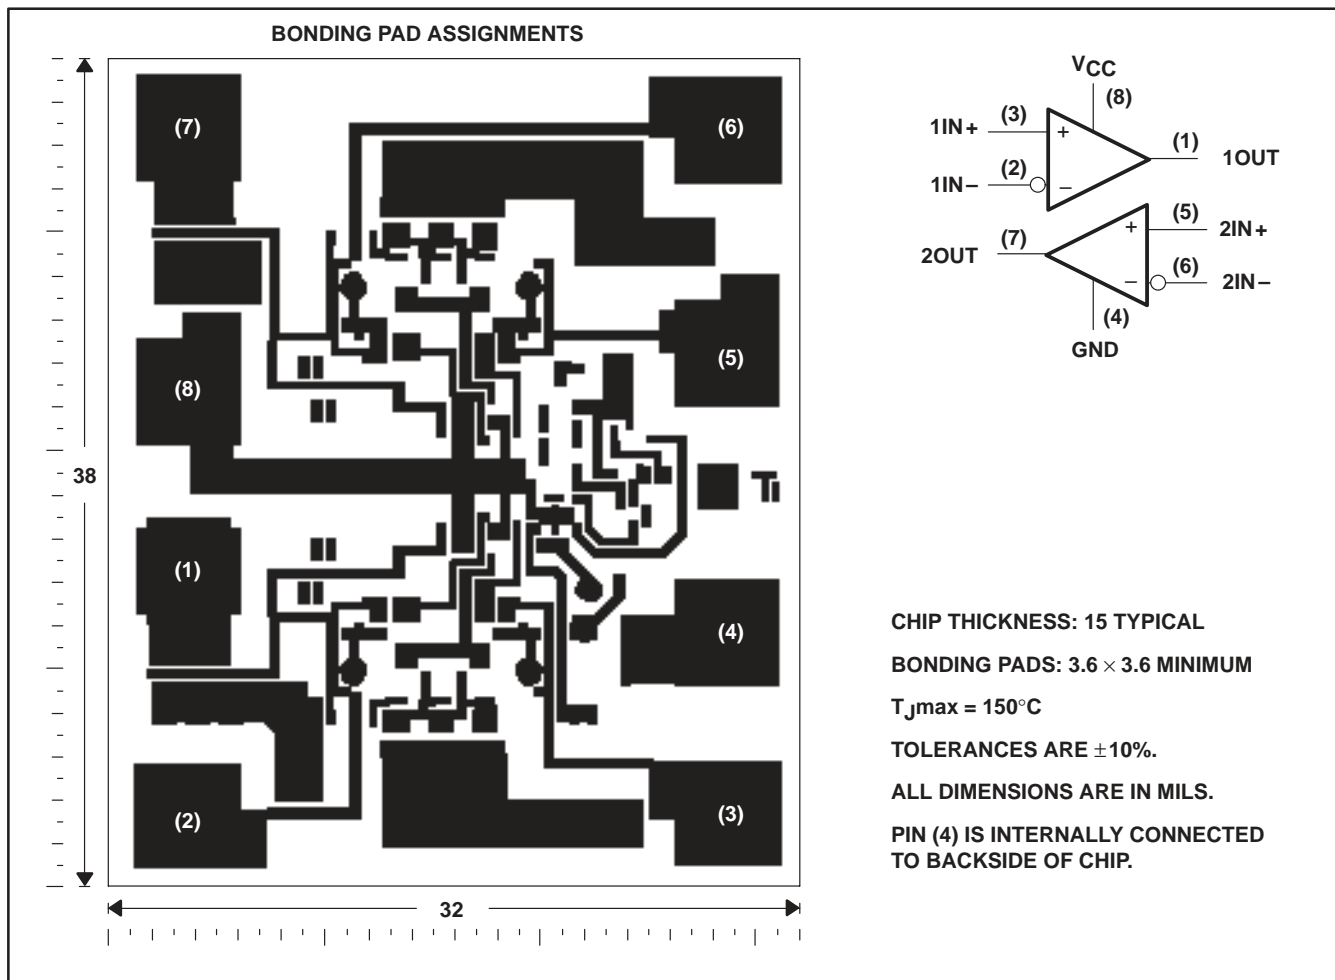 BONDING PAD ASSIGNMENTS
(7)
(6)
(5)
(8)
38
(1)
(4)
(2)
(3)
32
VCC
(8)
(3)
1IN+
+
(1)
1OUT
(2)
1IN−
−
(5)
+
2IN+
(7)
2OUT
(6)
−
2IN−
(4)
GND
CHIP THICKNESS: 15 TYPICAL
BONDING PADS: 3.6 × 3.6 MINIMUM
TJmax = 150°C
TOLERANCES ARE ±10%.
ALL DIMENSIONS ARE IN MILS.
PIN (4) IS INTERNALLY CONNECTED
TO BACKSIDE OF CHIP.